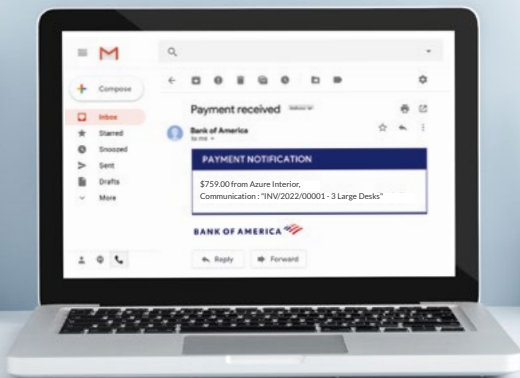 Compose
Payment received
Inbox
Bank of America
Starred
to me
Snoozed
PAYMENT NOTIFICATION
Sent
Drafts
$759.00 from Azure Interior,
More
Communication : "INV/2022/00001 - 3 Large Desks"
BANK OF AMERICA
Reply
Forward